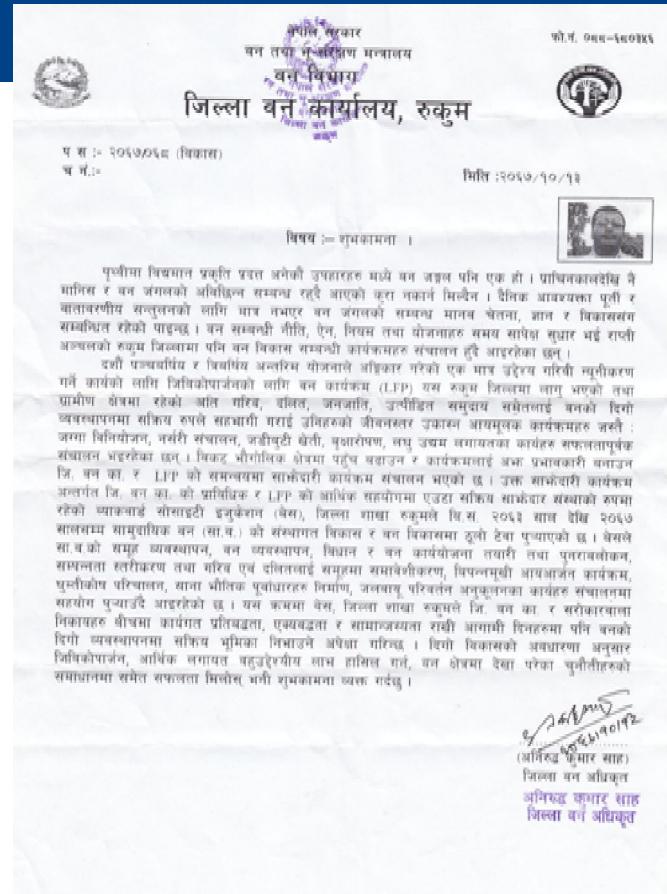 नेपाल सरकार
वन तथा भू-संरक्षण मन्त्रालय
वन विभाग
जिल्ला वन कार्यालय, रुकुम
फो.नं. ०८८-६८०१४६
प स :- २०६७/०६८ (विकास)
च नं.:-
मिति :२०६७/१०/१३
विषय :- शुभकामना ।
पृथ्वीमा विद्यमान प्रकृति प्रदत्त अनेकौ उपहारहरु मध्ये वन जङ्गल पनि एक हो । प्राचिनकालदेखि नै
मानिस र वन जंगलको अविछिन्न सम्बन्ध रहदै आएको कुरा नकार्न मिल्दैन । दैनिक आवश्यक्ता पूर्ती र
वातावरणीय सन्तुलनको लागि मात्र नभएर वन जंगलको सम्बन्ध मानव चेतना, ज्ञान र विकाससंग
सम्बन्धित रहेको पाइन्छ । वन सम्बन्धी नीति, ऐन, नियम तथा योजनाहरु समय सापेक्ष सुधार भई राप्ती
अञ्चलको रुकुम जिल्लामा पनि वन विकास सम्बन्धी कार्यक्रमहरु संचालन हुदै आइरहेका छन् ।
दशौ पञ्चवर्षिय र त्रिवर्षिय अन्तरिम योजनाले अङ्गिकार गरेको एक मात्र उद्देश्य गरिवी न्यूनीकरण
गर्ने कार्यको लागि जिविकोपार्जनको लागि वन कार्यक्रम (LFP) यस रुकुम जिल्लामा लागु भएको तथा
ग्रामीण क्षेत्रमा रहेको अति गरिव, दलित, जनजाति, उत्पीडित समुदाय समेतलाई वनको दिगो
व्यवस्थापनमा सक्रिय रुपले सहभागी गराई उनिहरुको जीवनस्तर उकास्न आयमूलक कार्यक्रमहरु जस्तै :
जग्गा विनियोजन, नर्सरी संचालन, जडीबुटी खेती, वृक्षारोपण, लघु उद्यम लगायतका कार्यहरु सफलतापूर्वक
संचालन भइरहेका छन् । विकट भौगोलिक क्षेत्रमा पहुँच बढाउन र कार्यक्रमलाई अझ प्रभावकारी बनाउन
जि. वन का. र LFP को समन्वयमा साझेदारी कार्यक्रम संचालन भएको छ । उक्त साझेदारी कार्यक्रम
अन्तर्गत जि. वन का. को प्राविधिक र LFP को आर्थिक सहयोगमा एउटा सक्रिय साझेदार संस्थाको रुपमा
रहेको व्याकवार्ड सोसाइटी इजुकेशन (बेस), जिल्ला शाखा रुकुमले वि.स. २०६३ साल देखि २०६७
सालसम्म सामुदायिक वन (सा.व.) को संस्थागत विकास र वन विकासमा ठूलो टेवा पुऱ्याएको छ । बेसले
सा.व.को समूह व्यवस्थापन, वन व्यवस्थापन, विधान र वन कार्ययोजना तयारी तथा पुनरावलोकन,
सम्पन्नता स्तरीकरण तथा गरिव एवं दलितलाई समूहमा समावेशीकरण, विपन्नमुखी आयआर्जन कार्यक्रम,
घुम्तीकोष परिचालन, साना भौतिक पूर्वाधारहरु निर्माण, जलवायु परिवर्तन अनुकूलनका कार्यहरु संचालनमा
सहयोग पुऱ्याउदै आइरहेको छ । यस क्रममा बेस, जिल्ला शाखा रुकुमले जि. वन का. र सरोकारवाला
निकायहरु बीचमा कार्यगत प्रतिबद्धता, एक्यबद्धता र सामान्जस्यता राखी आगामी दिनहरुमा पनि वनको
दिगो व्यवस्थापनमा सक्रिय भूमिका निभाउने अपेक्षा गरिन्छ । दिगो विकासको अवधारणा अनुसार
जिविकोपार्जन, आर्थिक लगायत बहुउद्देश्यीय लाभ हासिल गर्न, वन क्षेत्रमा देखा परेका चुनौतीहरुको
समाधानमा समेत सफलता मिलोस् भनी शुभकामना व्यक्त गर्दछु ।
(अनिरुद्ध कुमार साह)
जिल्ला वन अधिकृत
अनिरुद्ध कुमार साह
जिल्ला वन अधिकृत